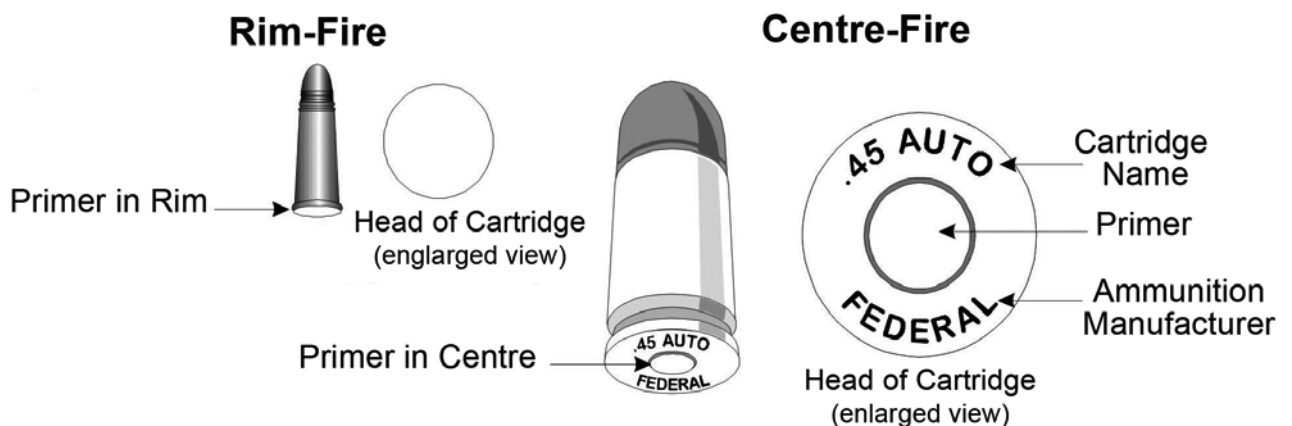 Rim-Fire
Primer in Rim
Head of Cartridge
(englarged view)
Centre-Fire
.45 AUTO
FEDERAL
Primer in Centre
.45 AUTO
FEDERAL
Cartridge
Name
Primer
Ammunition
Manufacturer
Head of Cartridge
(enlarged view)